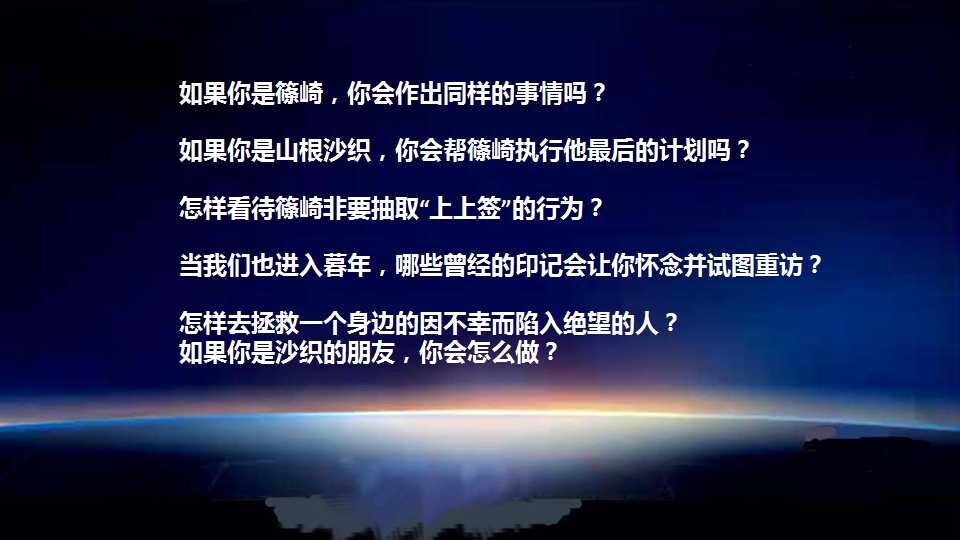 如果你是篠崎，你会作出同样的事情吗？
如果你是山根沙织，你会帮篠崎执行他最后的计划吗？
怎样看待篠崎非要抽取“上上签”的行为？
当我们也进入暮年，哪些曾经的印记会让你怀念并试图重访？
怎样去拯救一个身边的因不幸而陷入绝望的人？
如果你是沙织的朋友，你会怎么做？